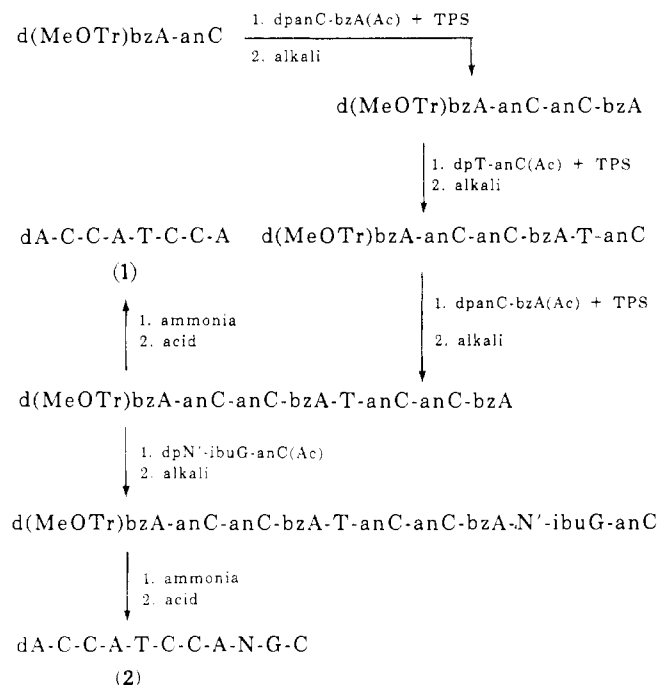 d(MeOTr)bzA-anC
1. dpanC-bzA(Ac) + TPS
2. alkali
d(MeOTr)bzA-anC-anC-bzA
1. dpT-anC(Ac) + TPS
2. alkali
dA-C-C-A-T-C-C-A
d(MeOTr)bzA-anC-anC-bzA-T-anC
(1)
1. ammonia
2. acid
1. dpanC-bzA(Ac) + TPS
2. alkali
d(MeOTr)bzA-anC-anC-bzA-T-anC-anC-bzA
1. dpN'-ibuG-anC(Ac)
2. alkali
d(MeOTr)bzA-anC-anC-bzA-T-anC-anC-bzA-N'-ibuG-anC
1. ammonia
2. acid
dA-C-C-A-T-C-C-A-N-G-C
(2)